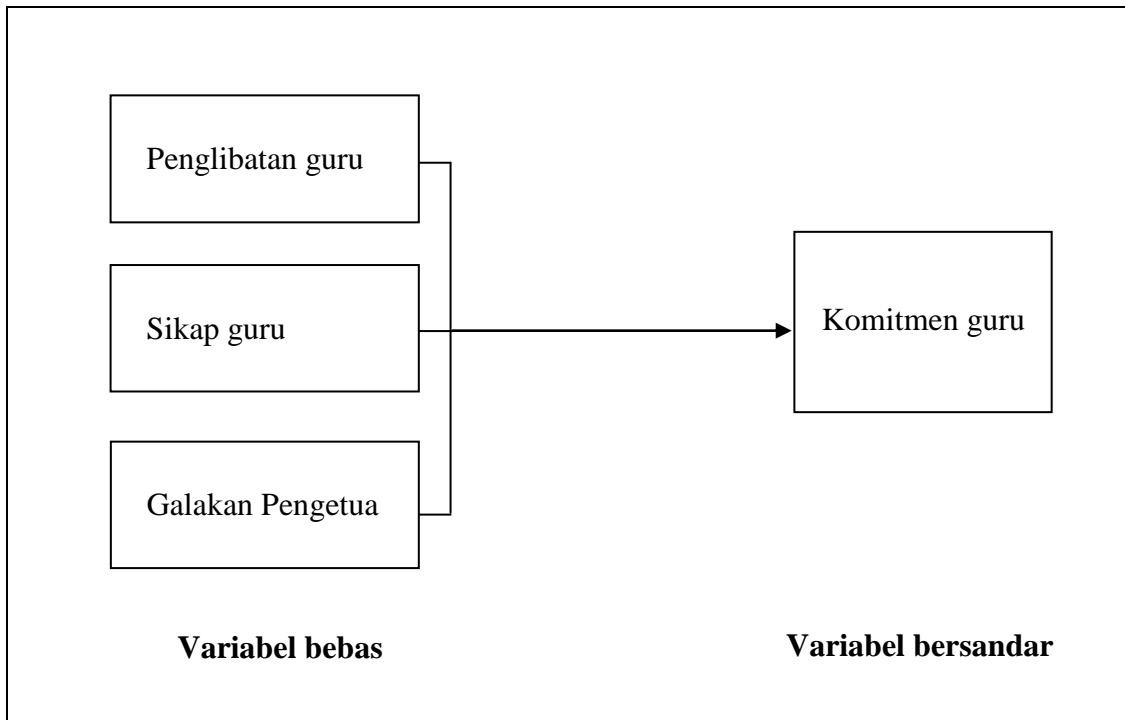 Penglibatan guru
Sikap guru
Galakan Pengetua
Komitmen guru
Variabel bebas
Variabel bersandar